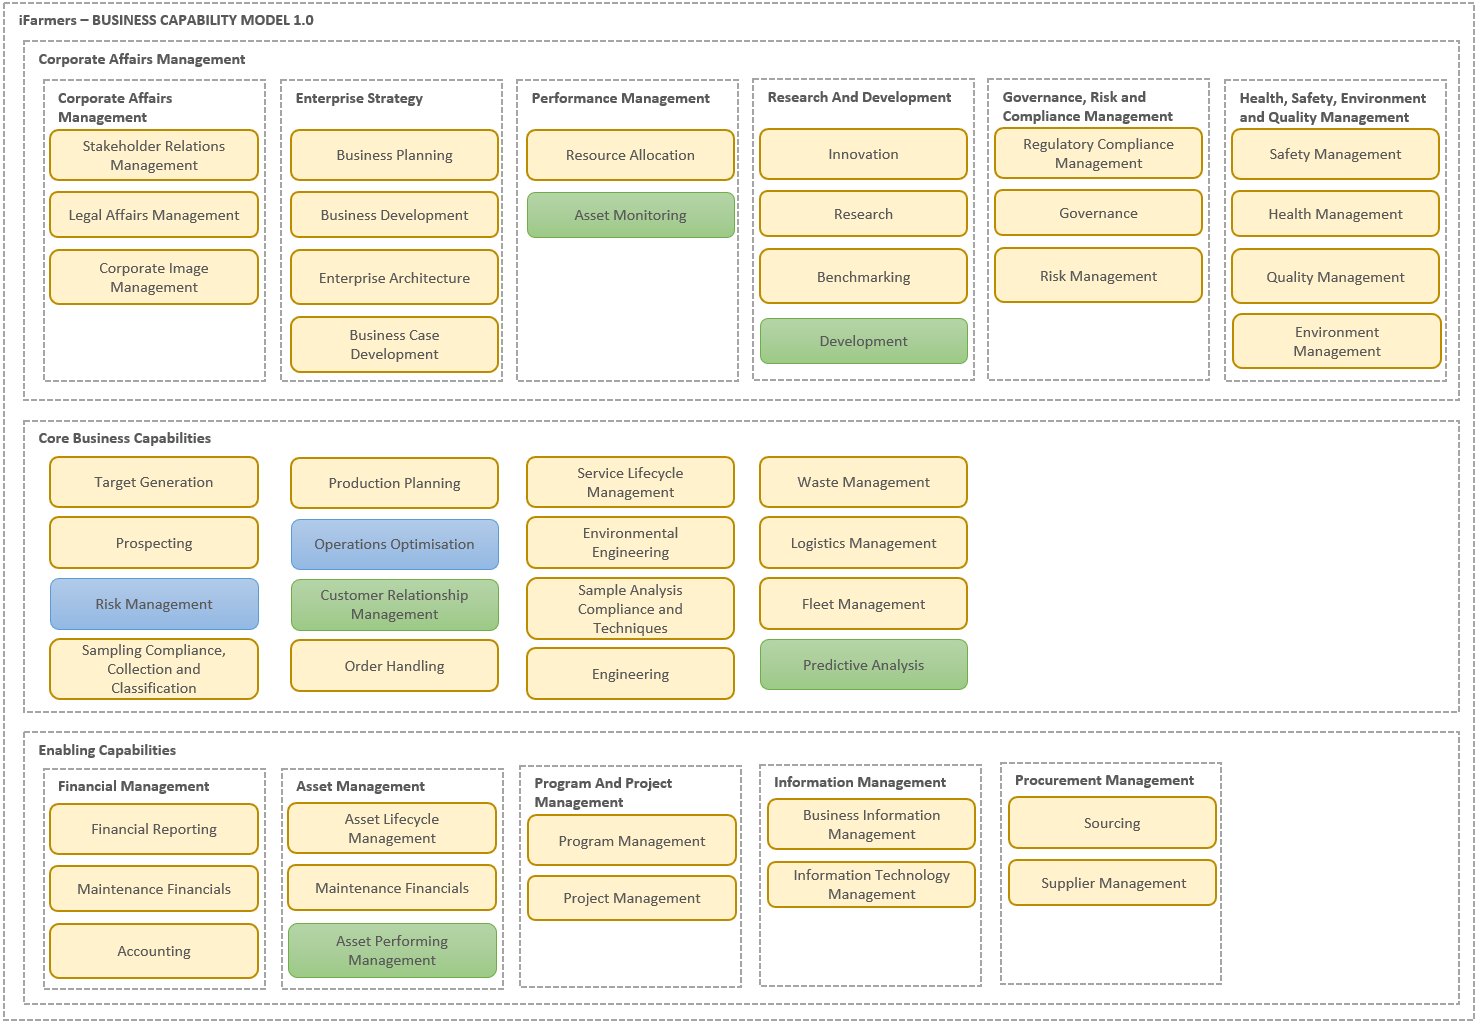 iFarmers – BUSINESS CAPABILITY MODEL 1.0
Corporate Affairs Management
Corporate Affairs
Management
Stakeholder Relations
Management
Legal Affairs Management
Corporate Image
Management
Enterprise Strategy
Business Planning
Business Development
Enterprise Architecture
Business Case
Development
Performance Management
Resource Allocation
Asset Monitoring
Research And Development
Innovation
Research
Benchmarking
Development
Governance, Risk and
Compliance Management
Regulatory Compliance
Management
Governance
Risk Management
Health, Safety, Environment
and Quality Management
Safety Management
Health Management
Quality Management
Environment
Management
Core Business Capabilities
Target Generation
Prospecting
Risk Management
Sampling Compliance,
Collection and
Classification
Production Planning
Operations Optimisation
Customer Relationship
Management
Order Handling
Service Lifecycle
Management
Environmental
Engineering
Sample Analysis
Compliance and
Techniques
Engineering
Waste Management
Logistics Management
Fleet Management
Predictive Analysis
Enabling Capabilities
Financial Management
Financial Reporting
Maintenance Financials
Accounting
Asset Management
Asset Lifecycle
Management
Maintenance Financials
Asset Performing
Management
Program And Project
Management
Program Management
Project Management
Information Management
Business Information
Management
Information Technology
Management
Procurement Management
Sourcing
Supplier Management